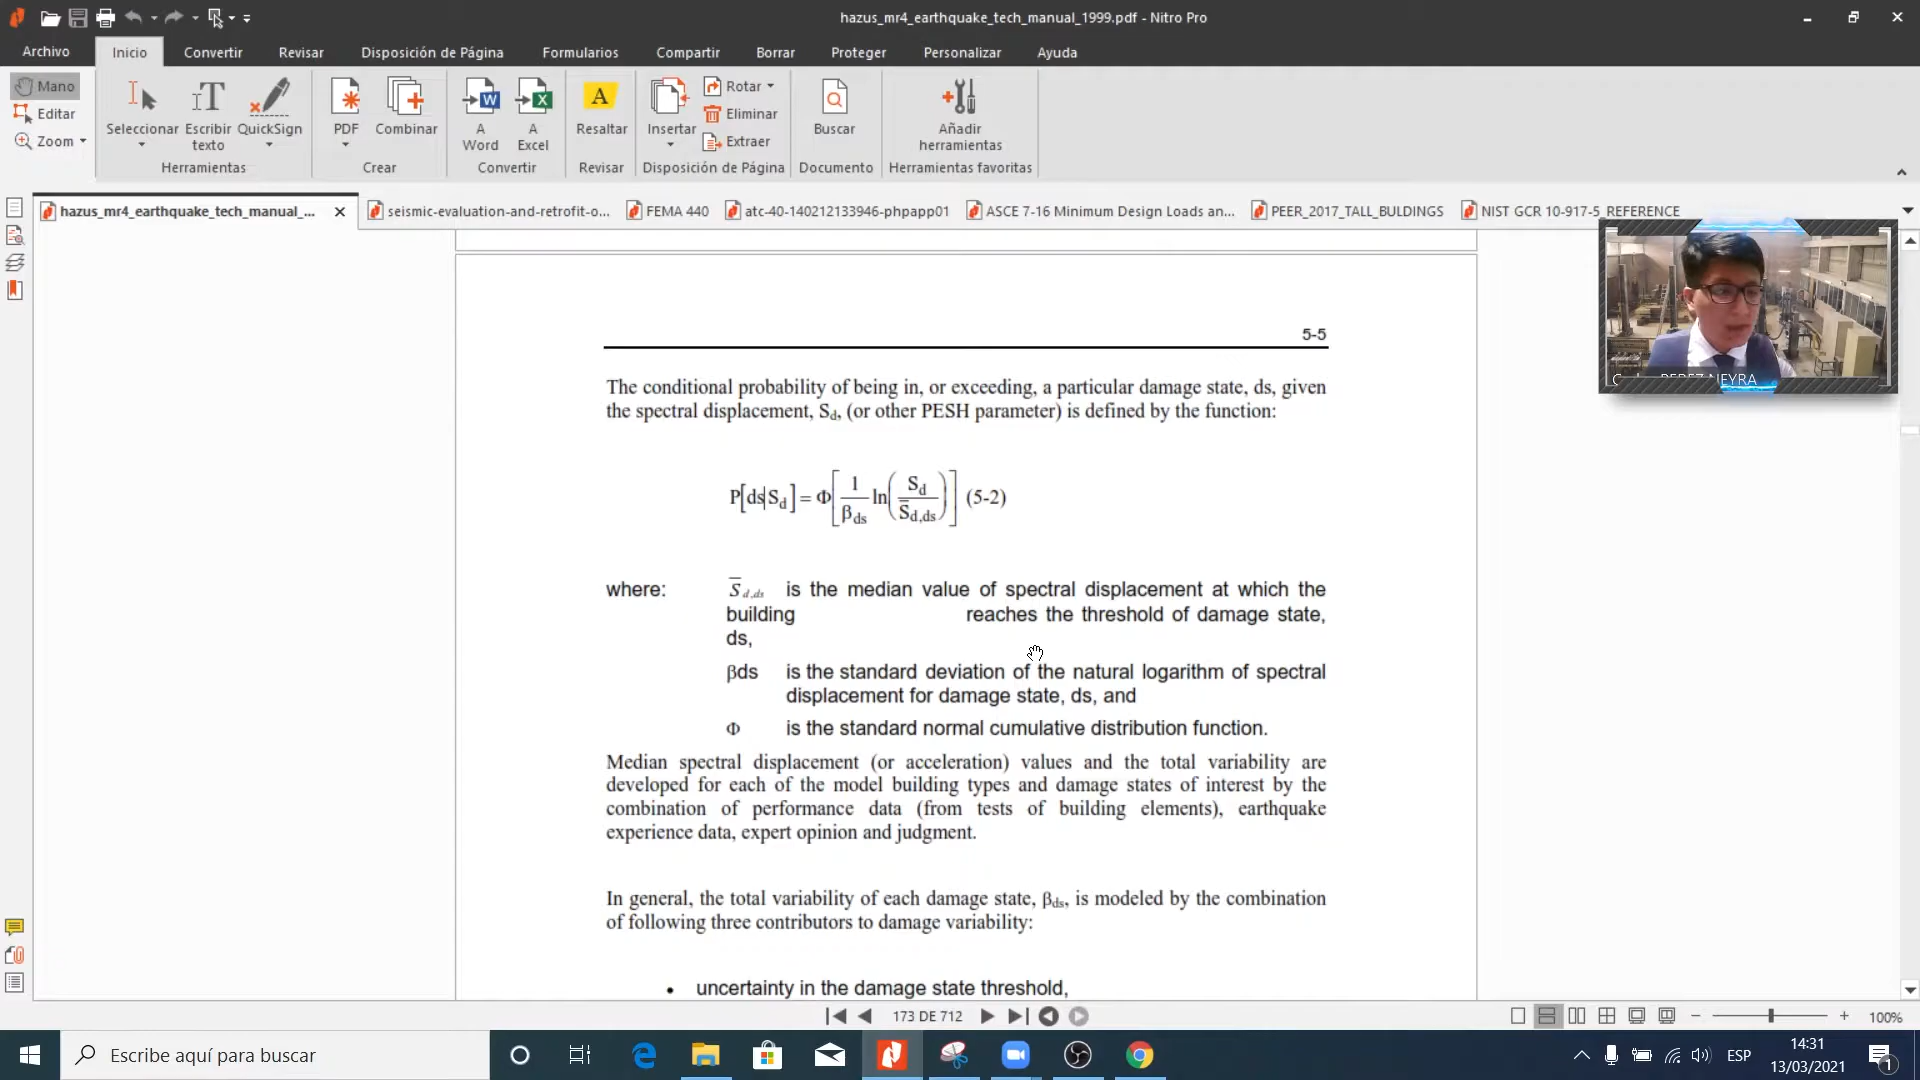 hazus_mr4_earthquake_tech_manual_1999.pdf - Nitro Pro
Archivo Inicio Convertir Revisar Disposición de Página Formularios Compartir Borrar Proteger Personalizar Ayuda
Mano
Editar
Zoom
Seleccionar
Escribir texto
QuickSign
Herramientas
PDF
Combinar
Crear
A Word
A Excel
Convertir
Resaltar
Revisar
Insertar
Rotar
Eliminar
Extraer
Disposición de Página
Buscar
Documento
Añadir herramientas
Herramientas favoritas
hazus_mr4_earthquake_tech_manual_... seismic-evaluation-and-retrofit-o... FEMA 440 atc-40-140212133946-phpapp01 ASCE 7-16 Minimum Design Loads an... PEER_2017_TALL_BULDINGS NIST GCR 10-917-5_REFERENCE
PEREZ NEYRA
5-5
The conditional probability of being in, or exceeding, a particular damage state, ds, given
the spectral displacement, Sd, (or other PESH parameter) is defined by the function:
P[ds|Sd] = Φ[1/βds ln(Sd/S̅d,ds)] (5-2)
where: S̅d,ds is the median value of spectral displacement at which the
building reaches the threshold of damage state,
ds,
βds is the standard deviation of the natural logarithm of spectral
displacement for damage state, ds, and
Φ is the standard normal cumulative distribution function.
Median spectral displacement (or acceleration) values and the total variability are
developed for each of the model building types and damage states of interest by the
combination of performance data (from tests of building elements), earthquake
experience data, expert opinion and judgment.
In general, the total variability of each damage state, βds, is modeled by the combination
of following three contributors to damage variability:
• uncertainty in the damage state threshold,
173 DE 712
100%
Escribe aquí para buscar
ESP
14:31
13/03/2021
1